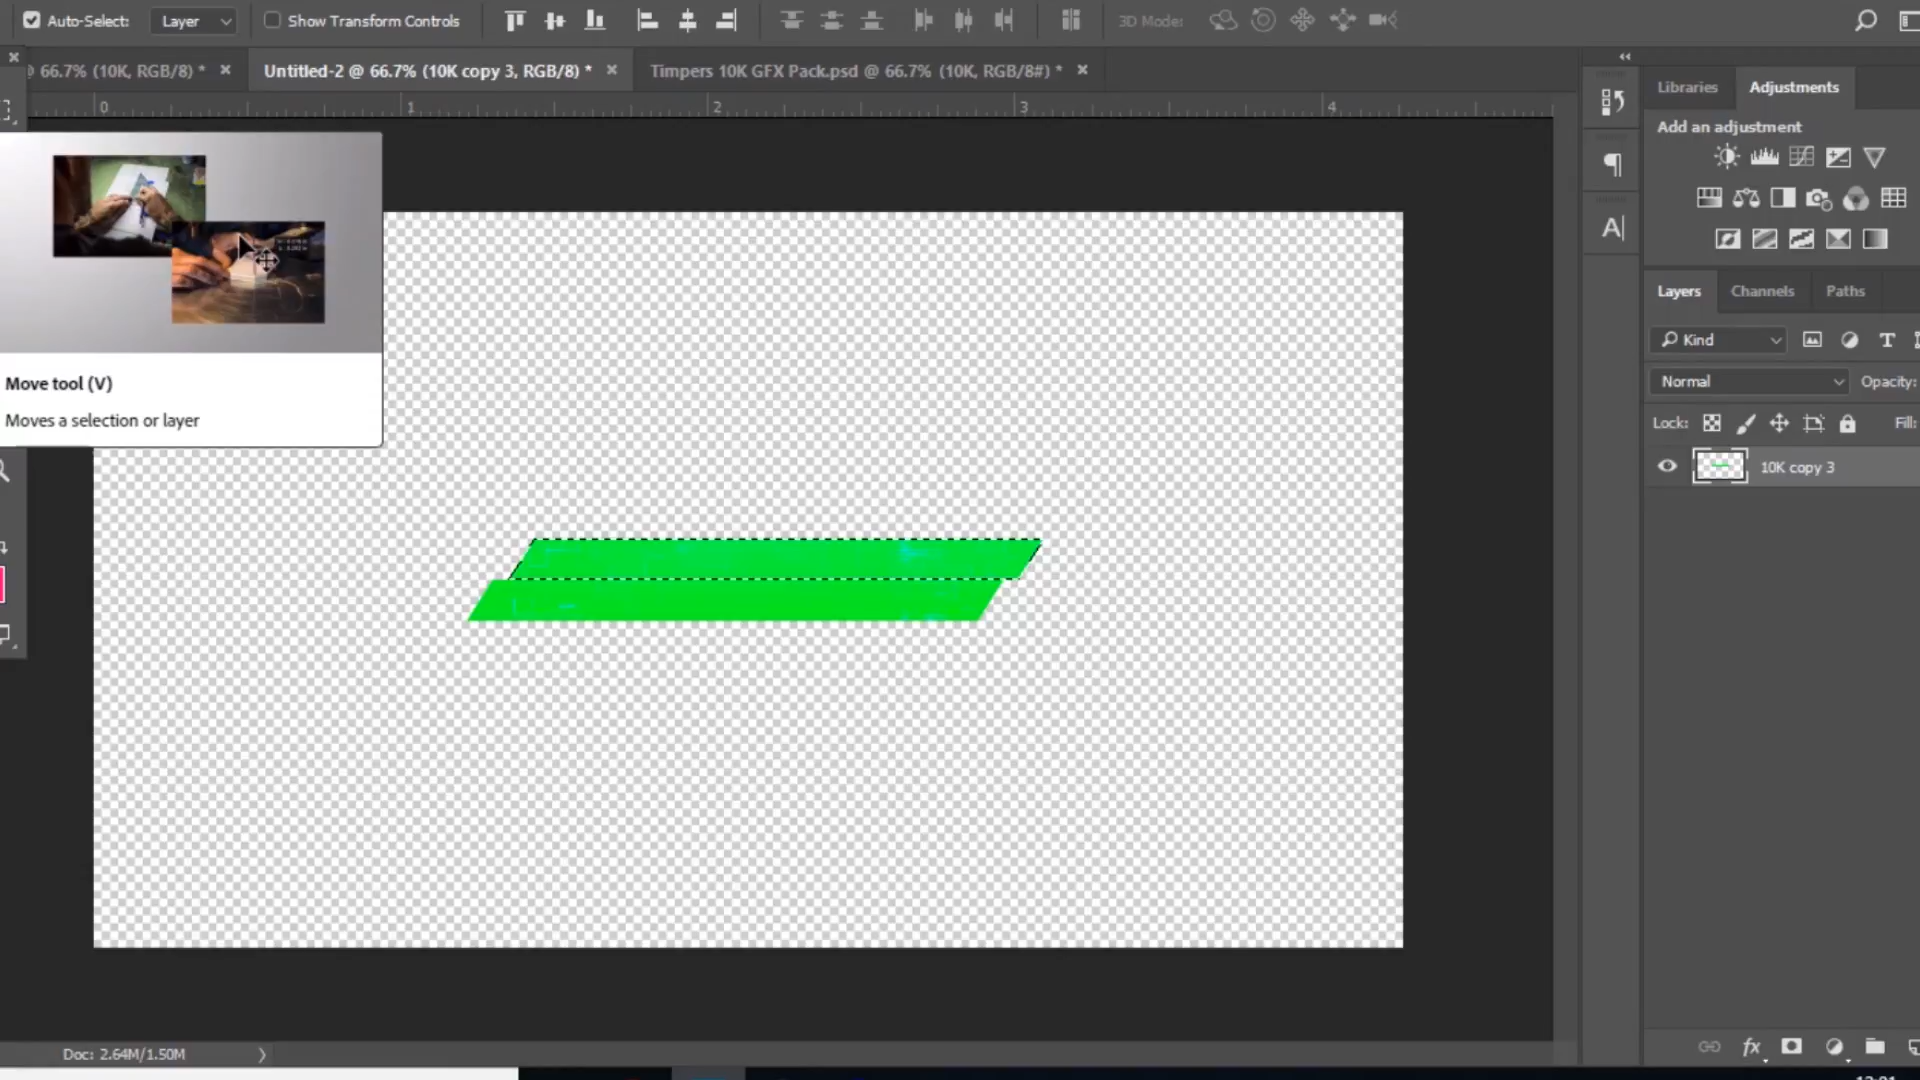 Auto-Select: Layer Show Transform Controls 3D Mode:
66.7% (10K, RGB/8) * Untitled-2 @ 66.7% (10K copy 3, RGB/8) * Timpers 10K GFX Pack.psd @ 66.7% (10K, RGB/8#) *
0 1 2 3 4
Libraries Adjustments
Add an adjustment
Layers Channels Paths
Kind
Normal Opacity:
Lock: Fill:
10K copy 3
Move tool (V)
Moves a selection or layer
Doc: 2.64M/1.50M